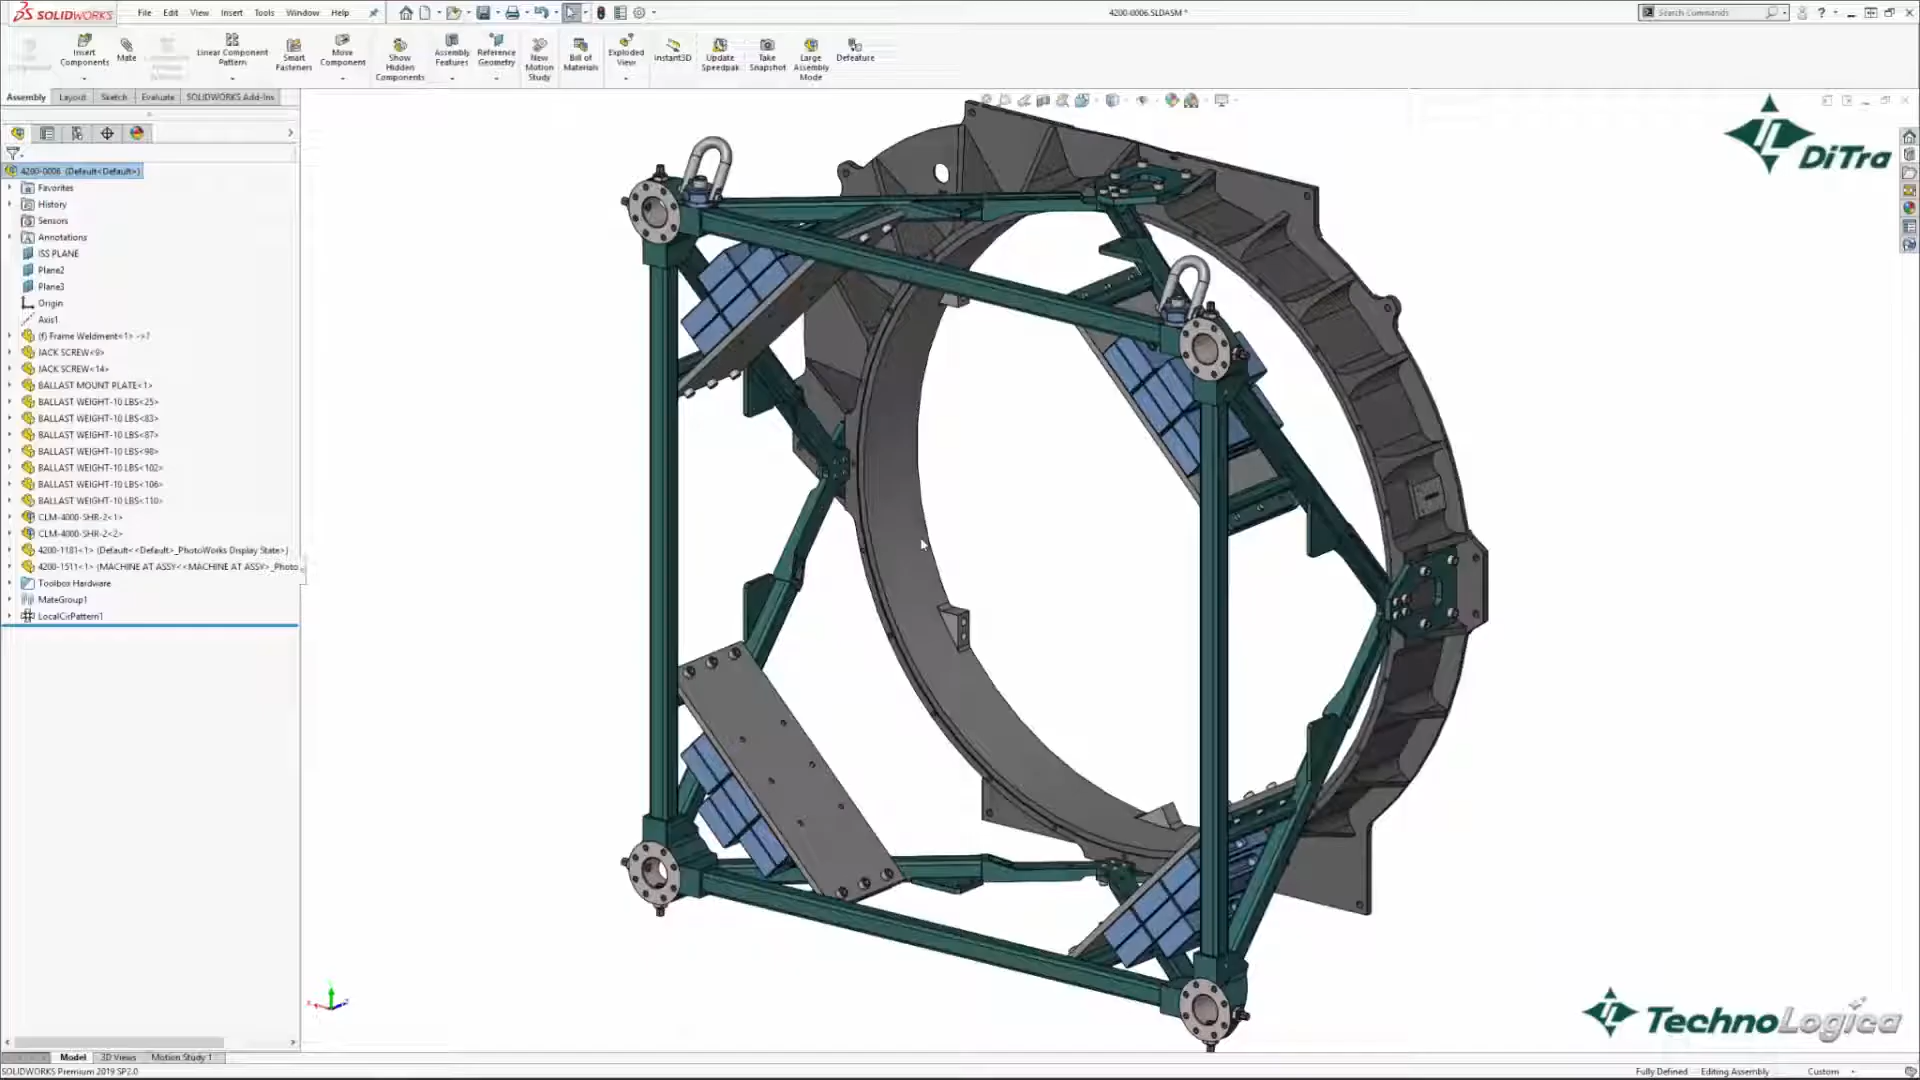 SOLIDWORKS File Edit View Insert Tools Window Help 4200-0006.SLDASM * Search Commands ?
Insert Components
Mate
Linear Component Pattern
Smart Fasteners
Move Component
Show Hidden Components
Assembly Features
Reference Geometry
New Motion Study
Bill of Materials
Exploded View
Instant3D
Update Speedpak
Take Snapshot
Large Assembly Mode
Defeature
Assembly Layout Sketch Evaluate SOLIDWORKS Add-Ins
DiTra
4200-0006 (Default<Default>)
Favorites
History
Sensors
Annotations
ISS PLANE
Plane2
Plane3
Origin
Axis1
(f) Frame Weldment<1> ->?
JACK SCREW<9>
JACK SCREW<14>
BALLAST MOUNT PLATE<1>
BALLAST WEIGHT-10 LBS<25>
BALLAST WEIGHT-10 LBS<83>
BALLAST WEIGHT-10 LBS<87>
BALLAST WEIGHT-10 LBS<98>
BALLAST WEIGHT-10 LBS<102>
BALLAST WEIGHT-10 LBS<106>
BALLAST WEIGHT-10 LBS<110>
CLM-4000-SHR-2<1>
CLM-4000-SHR-2<2>
4200-1181<1> (Default<<Default>_PhotoWorks Display State>)
4200-1511<1> (MACHINE AT ASSY<<MACHINE AT ASSY>_Photo
Toolbox Hardware
MateGroup1
LocalCirPattern1
TechnoLogica
Model 3D Views Motion Study 1
SOLIDWORKS Premium 2019 SP2.0 Fully Defined Editing Assembly Custom